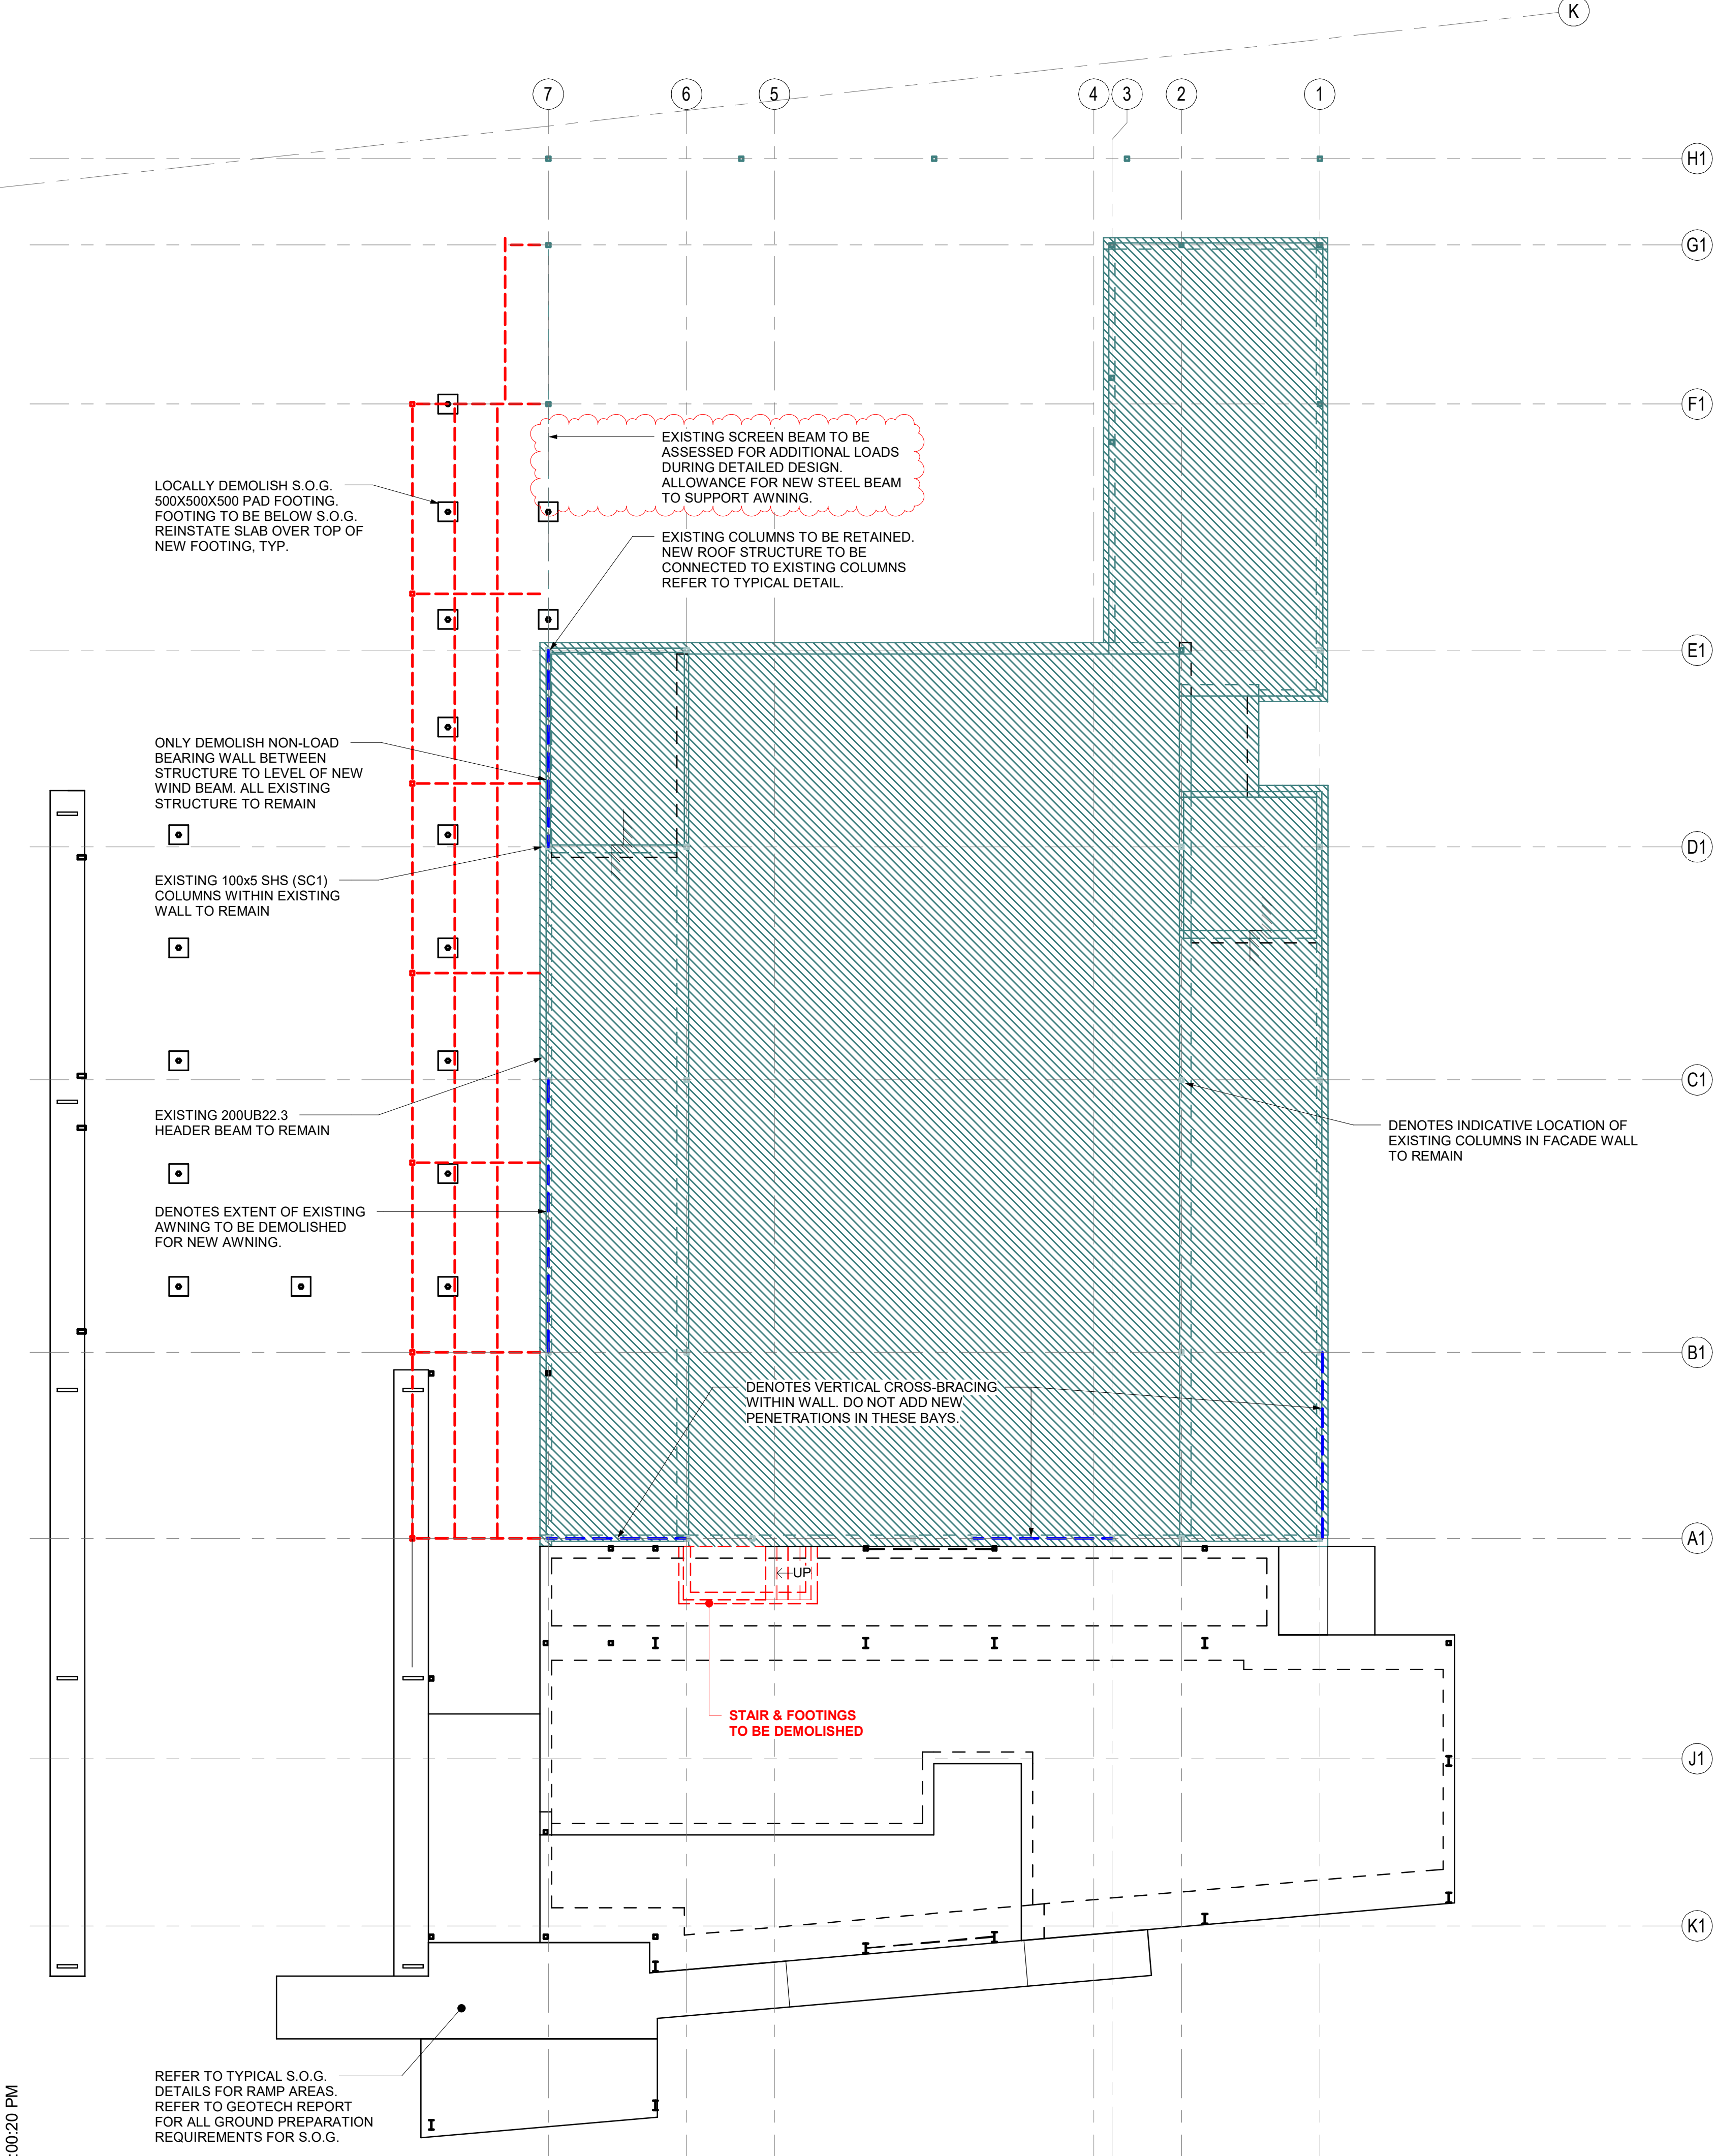 K
7
6
5
4
3
2
1
H1
G1
F1
EXISTING SCREEN BEAM TO BE
ASSESSED FOR ADDITIONAL LOADS
DURING DETAILED DESIGN.
ALLOWANCE FOR NEW STEEL BEAM
TO SUPPORT AWNING.
LOCALLY DEMOLISH S.O.G.
500X500X500 PAD FOOTING.
FOOTING TO BE BELOW S.O.G.
REINSTATE SLAB OVER TOP OF
NEW FOOTING, TYP.
EXISTING COLUMNS TO BE RETAINED.
NEW ROOF STRUCTURE TO BE
CONNECTED TO EXISTING COLUMNS
REFER TO TYPICAL DETAIL.
E1
ONLY DEMOLISH NON-LOAD
BEARING WALL BETWEEN
STRUCTURE TO LEVEL OF NEW
WIND BEAM. ALL EXISTING
STRUCTURE TO REMAIN
D1
EXISTING 100x5 SHS (SC1)
COLUMNS WITHIN EXISTING
WALL TO REMAIN
C1
EXISTING 200UB22.3
HEADER BEAM TO REMAIN
DENOTES INDICATIVE LOCATION OF
EXISTING COLUMNS IN FACADE WALL
TO REMAIN
DENOTES EXTENT OF EXISTING
AWNING TO BE DEMOLISHED
FOR NEW AWNING.
B1
DENOTES VERTICAL CROSS-BRACING
WITHIN WALL. DO NOT ADD NEW
PENETRATIONS IN THESE BAYS.
A1
UP
STAIR & FOOTINGS
TO BE DEMOLISHED
J1
K1
REFER TO TYPICAL S.O.G.
DETAILS FOR RAMP AREAS.
REFER TO GEOTECH REPORT
FOR ALL GROUND PREPARATION
REQUIREMENTS FOR S.O.G.
:00:20 PM